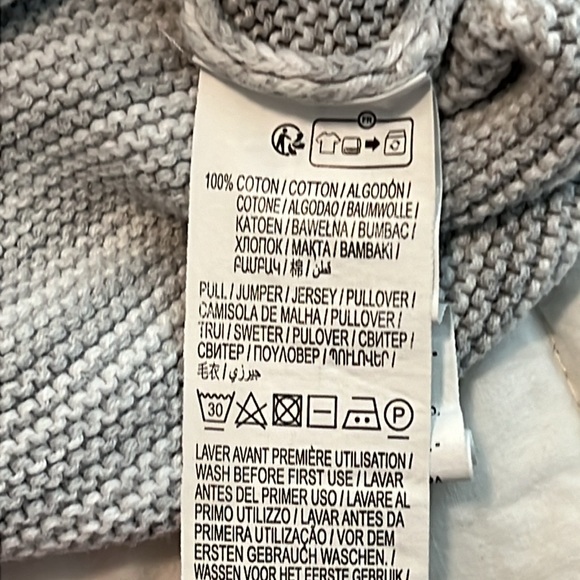 FR
100% COTON / COTTON / ALGODÓN /
COTONE / ALGODAO / BAUMWOLLE /
KATOEN / BAWEŁNA / BUMBAC /
ХЛОПОК / МАҚТА / BAMBAKI /
ԲԱՄԲԱԿ / 棉 / قطن
PULL / JUMPER / JERSEY / PULLOVER /
CAMISOLA DE MALHA / PULLOVER /
TRUI / SWETER / PULOVER / СВИТЕР /
СВИТЕР / ΠΟΥΛΟΒΕΡ / ՊՈՒԼՈՎԵՐ /
毛衣 / جيرزي
30 P
LAVER AVANT PREMIÈRE UTILISATION /
WASH BEFORE FIRST USE / LAVAR
ANTES DEL PRIMER USO / LAVARE AL
PRIMO UTILIZZO / LAVAR ANTES DA
PRIMEIRA UTILIZAÇÃO / VOR DEM
ERSTEN GEBRAUCH WASCHEN. /
WASSEN VOOR HET EERSTE GEBRUIK /